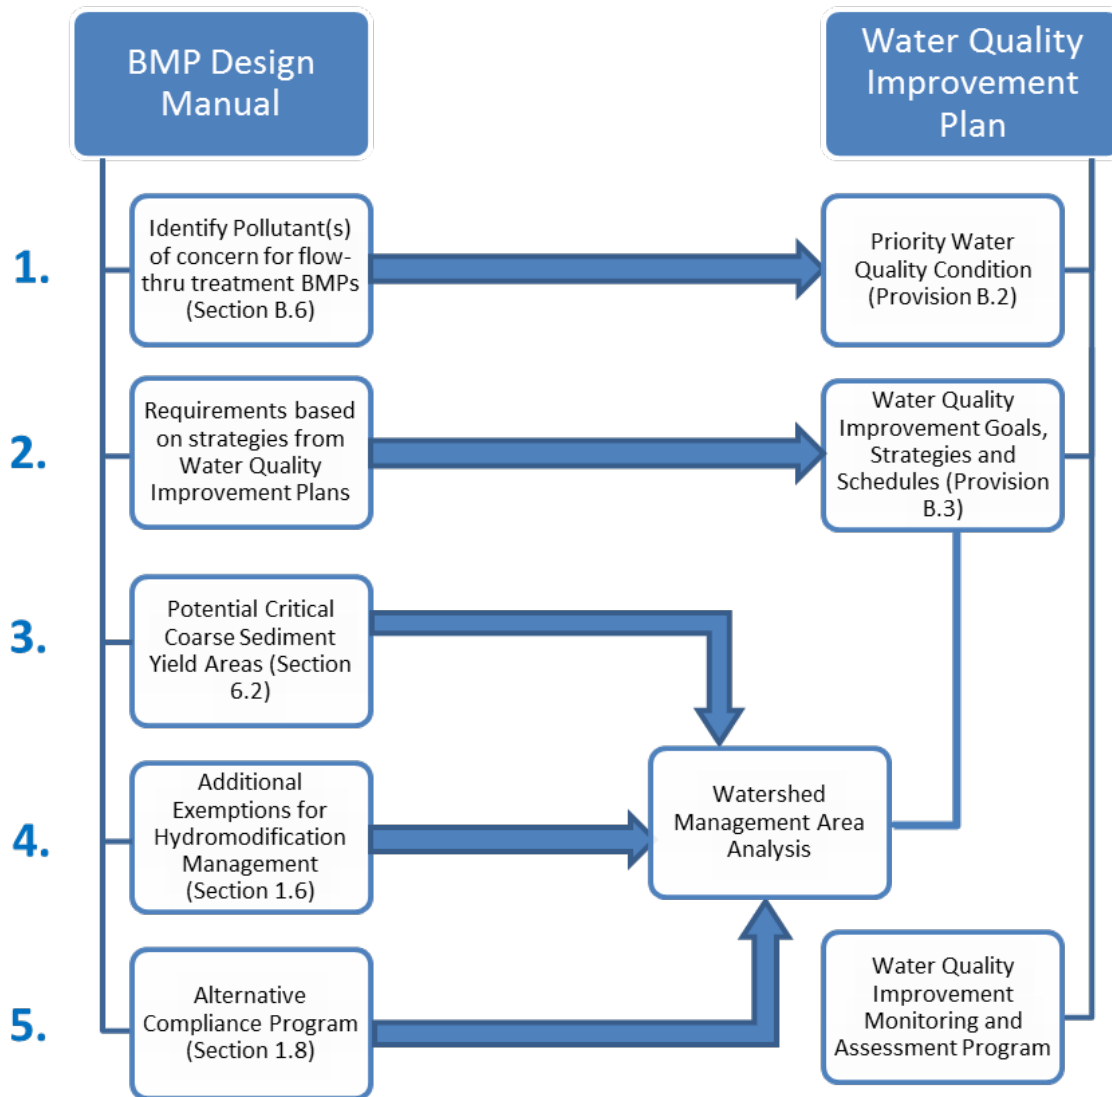 BMP Design
Manual
Water Quality
Improvement
Plan
1.
Identify Pollutant(s)
of concern for flow-
thru treatment BMPs
(Section B.6)
Priority Water
Quality Condition
(Provision B.2)
2.
Requirements based
on strategies from
Water Quality
Improvement Plans
Water Quality
Improvement Goals,
Strategies and
Schedules (Provision
B.3)
3.
Potential Critical
Coarse Sediment
Yield Areas (Section
6.2)
4.
Additional
Exemptions for
Hydromodification
Management
(Section 1.6)
Watershed
Management Area
Analysis
5.
Alternative
Compliance Program
(Section 1.8)
Water Quality
Improvement
Monitoring and
Assessment Program